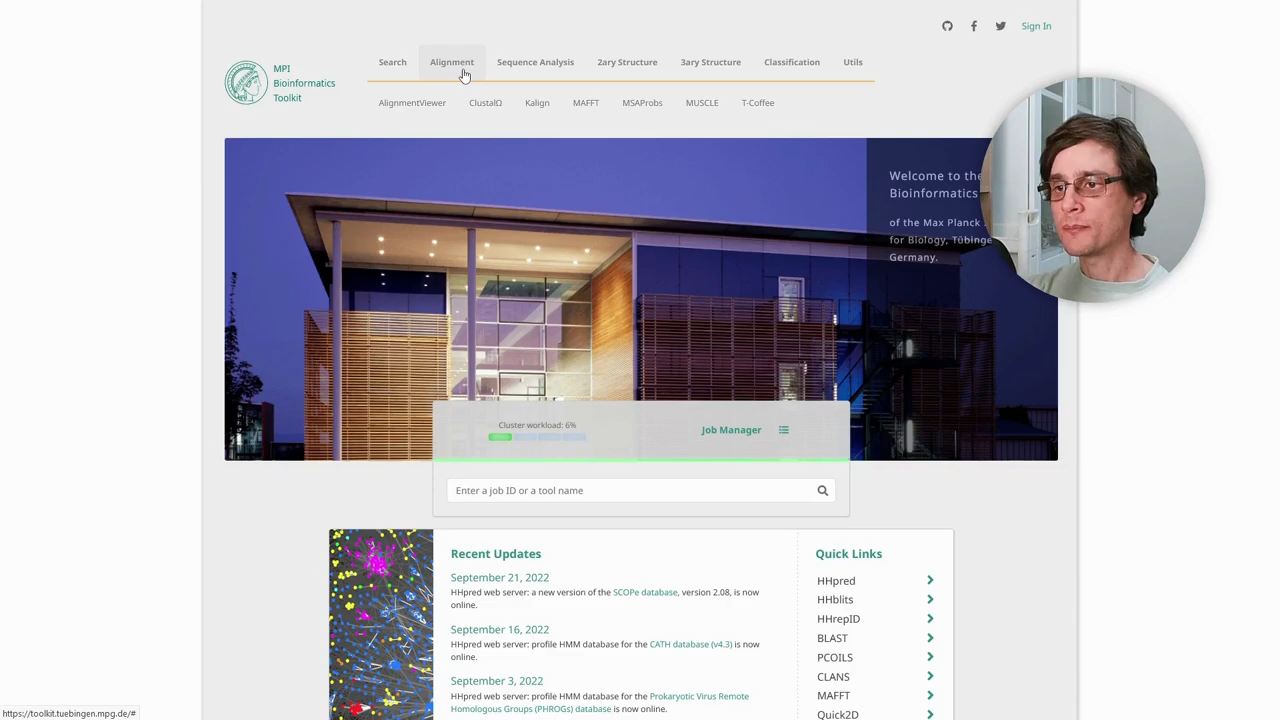 Sign In
MPI
Bioinformatics
Toolkit
Search Alignment Sequence Analysis 2ary Structure 3ary Structure Classification Utils
AlignmentViewer ClustalΩ Kalign MAFFT MSAProbs MUSCLE T-Coffee
Welcome to the
Bioinformatics
of the Max Planck
for Biology, Tübinge
Germany.
Cluster workload: 6%
Job Manager
Enter a job ID or a tool name
Recent Updates
September 21, 2022
HHpred web server: a new version of the SCOPe database, version 2.08, is now
online.
September 16, 2022
HHpred web server: profile HMM database for the CATH database (v4.3) is now
online.
September 3, 2022
HHpred web server: profile HMM database for the Prokaryotic Virus Remote
Homologous Groups (PHROGs) database is now online.
Quick Links
HHpred
HHblits
HHrepID
BLAST
PCOILS
CLANS
MAFFT
Quick2D
https://toolkit.tuebingen.mpg.de/#